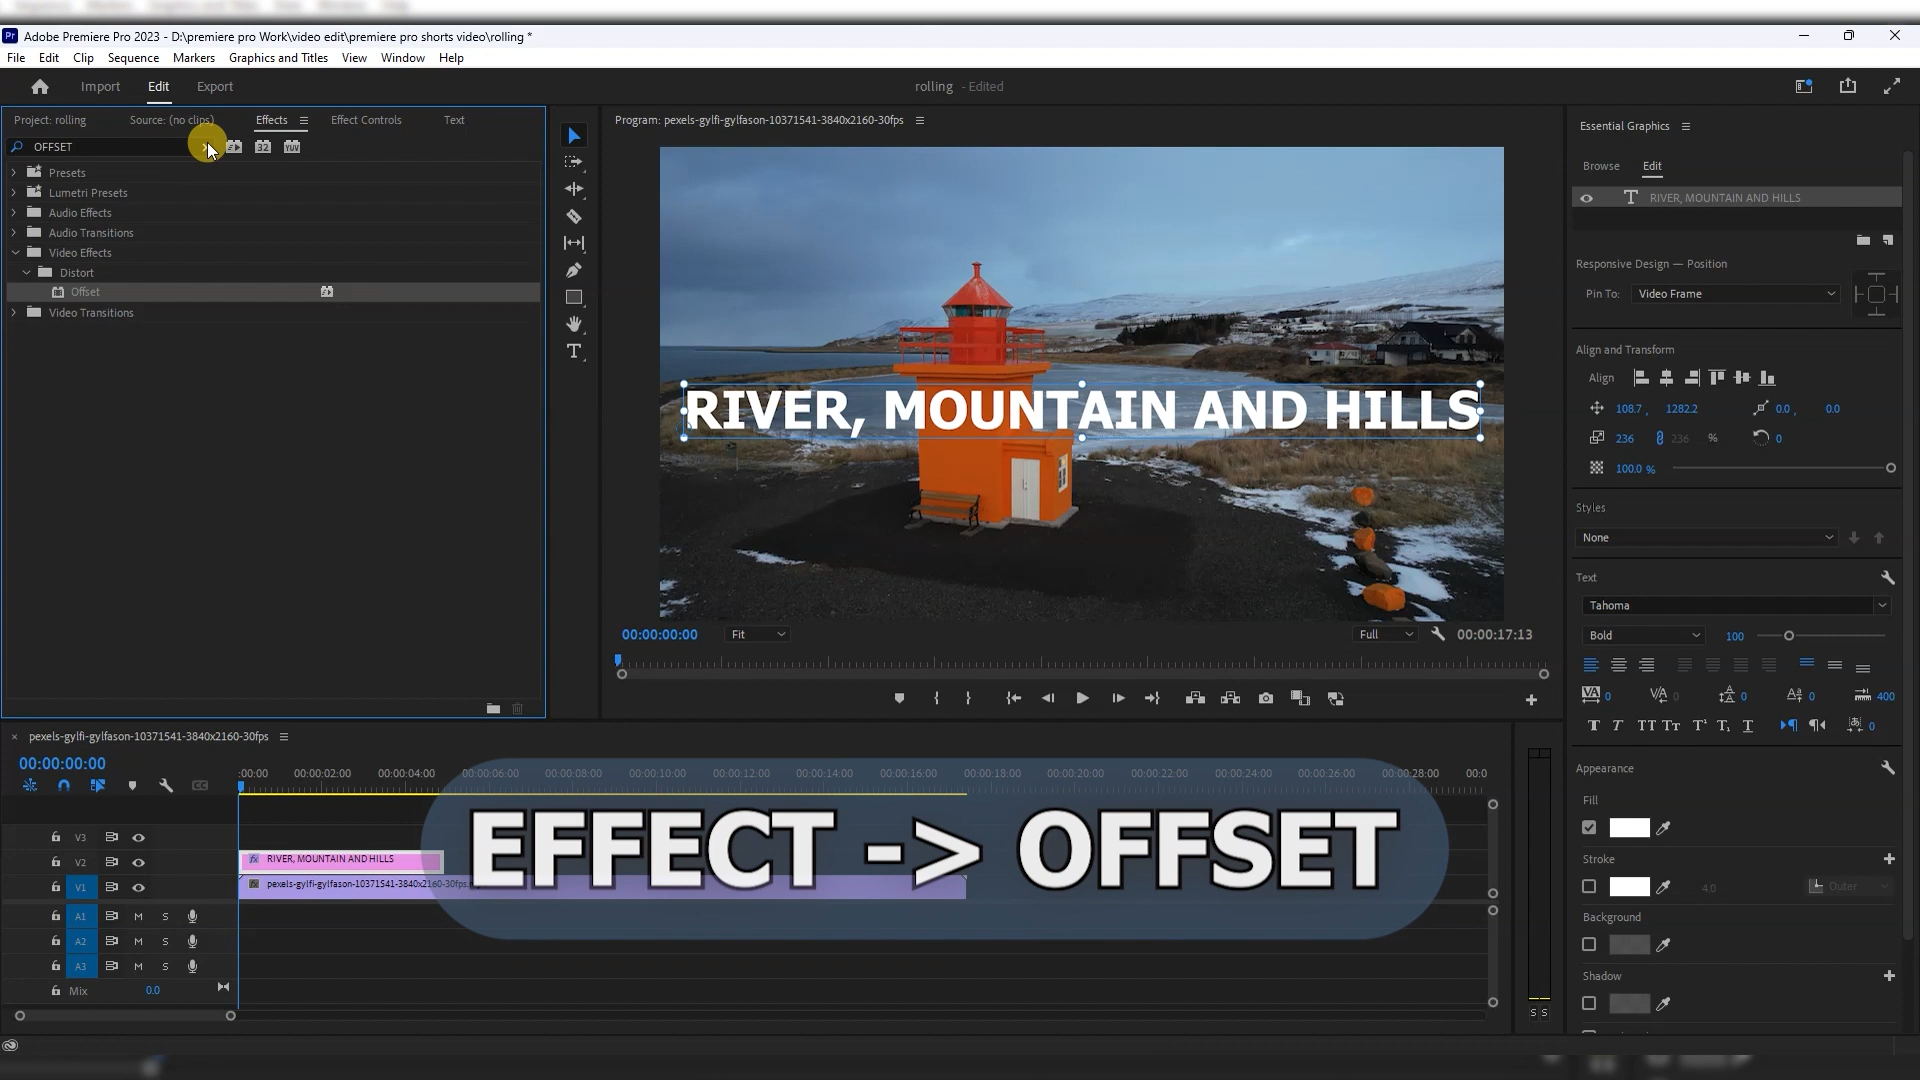 Adobe Premiere Pro 2023 - D:\premiere pro Work\video edit\premiere pro shorts video\rolling *
File Edit Clip Sequence Markers Graphics and Titles View Window Help
Import Edit Export
rolling - Edited
Project: rolling Source: (no clips) Effects Effect Controls Text
OFFSET
32 YUV
Presets
Lumetri Presets
Audio Effects
Audio Transitions
Video Effects
Distort
Offset
Video Transitions
Program: pexels-gylfi-gylfason-10371541-3840x2160-30fps
RIVER, MOUNTAIN AND HILLS
00:00:00:00 Fit Full 00:00:17:13
Essential Graphics
Browse Edit
RIVER, MOUNTAIN AND HILLS
Responsive Design — Position
Pin To: Video Frame
Align and Transform
Align
108.7 , 1282.2 0.0 , 0.0
236 236 % 0
100.0 %
Styles
None
Text
Tahoma
Bold 100
0 0 0 0 400
0
Appearance
Fill
Stroke
4.0 Outer
Background
Shadow
pexels-gylfi-gylfason-10371541-3840x2160-30fps
00:00:00:00
:00:00 00:00:02:00 00:00:04:00 00:00:06:00 00:00:08:00 00:00:10:00 00:00:12:00 00:00:14:00 00:00:16:00 00:00:18:00 00:00:20:00 00:00:22:00 00:00:24:00 00:00:26:00 00:00:28:00 00:0
V3
V2 RIVER, MOUNTAIN AND HILLS
V1 pexels-gylfi-gylfason-10371541-3840x2160-30fps
A1 M S
A2 M S
A3 M S
Mix 0.0
S S
EFFECT -> OFFSET